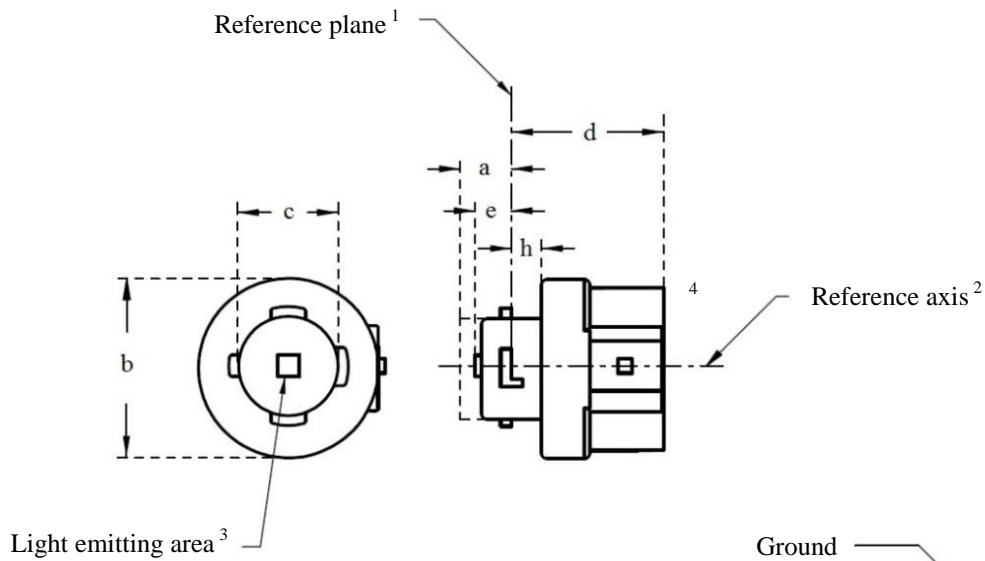 Reference plane 1
d
a
c
e
h
4
Reference axis 2
b
Light emitting area 3
Ground